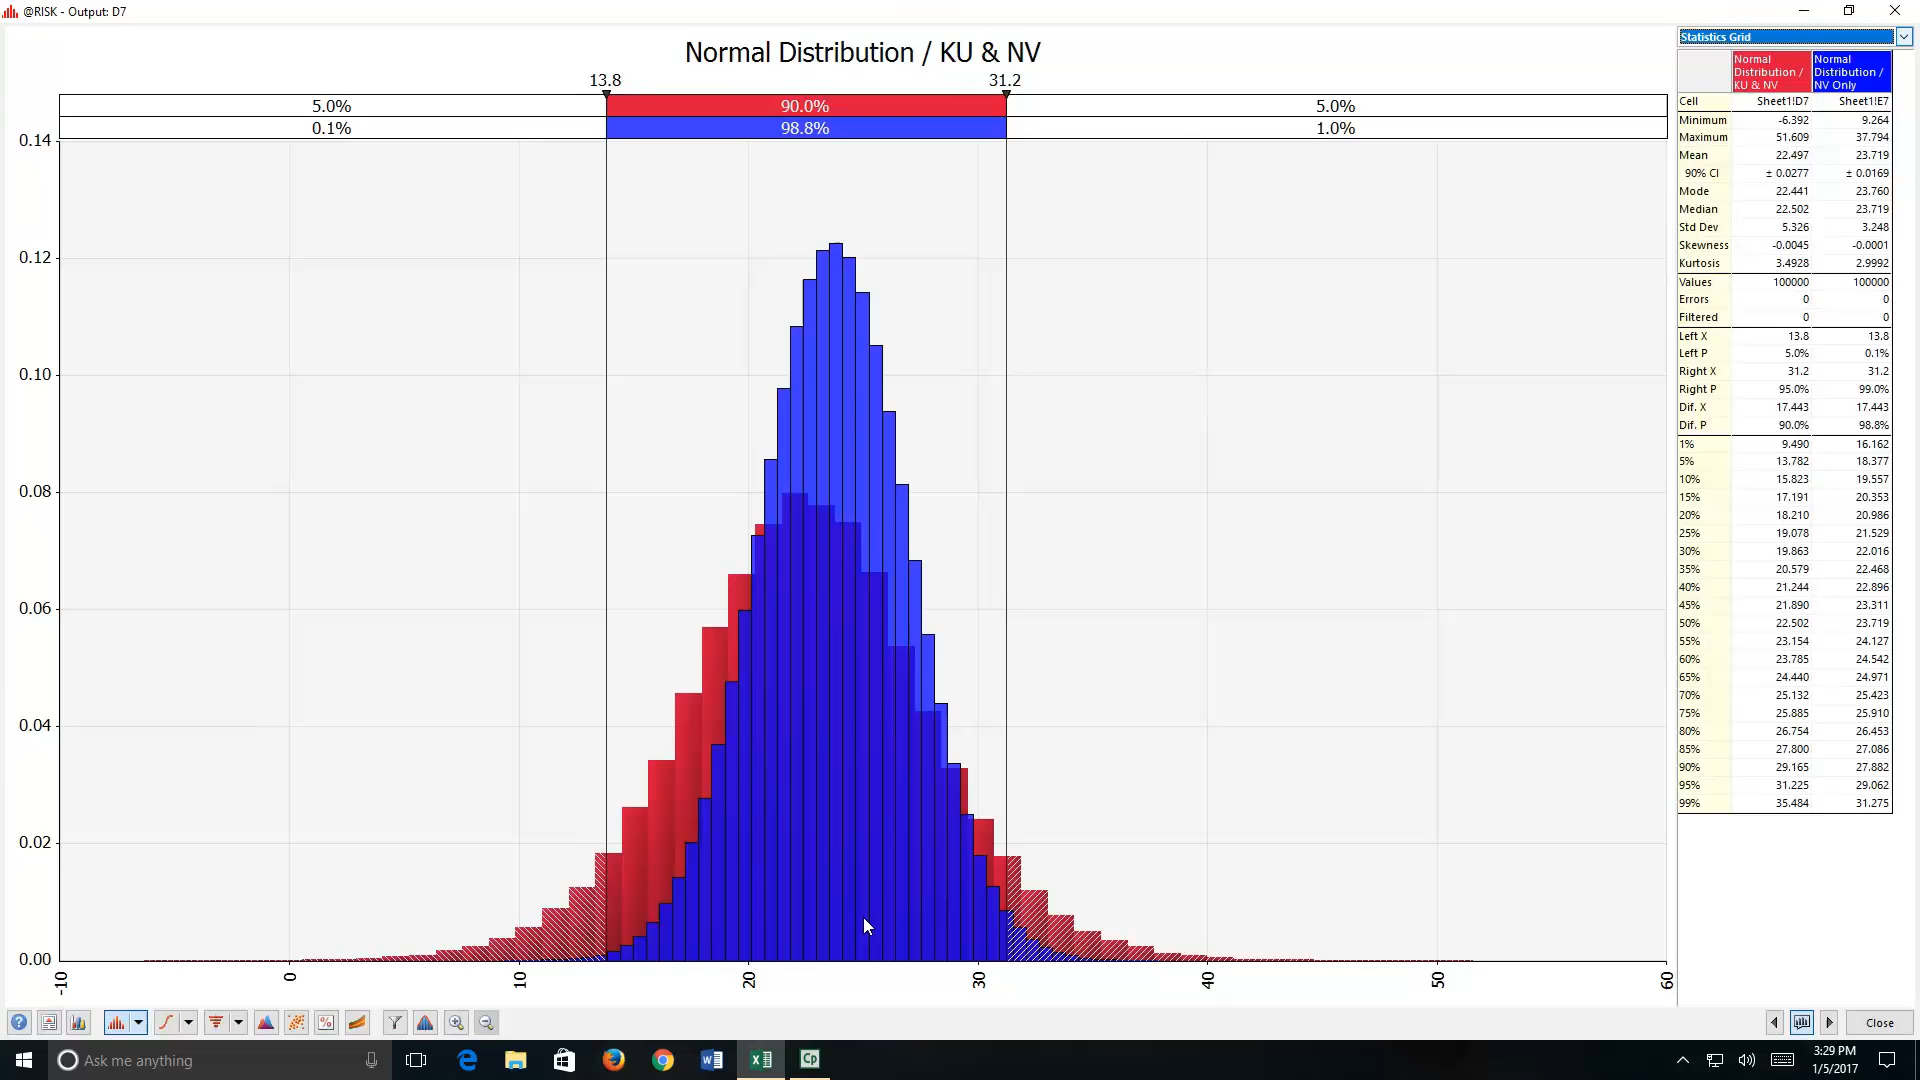 @RISK - Output: D7
Normal Distribution / KU & NV
13.8 31.2
5.0% 90.0% 5.0%
0.1% 98.8% 1.0%
0.14
0.12
0.10
0.08
0.06
0.04
0.02
0.00
-10 0 10 20 30 40 50 60
Statistics Grid
Normal Distribution / KU & NV
Normal Distribution / NV Only
Cell Sheet1!D7 Sheet1!E7
Minimum -6.392 9.264
Maximum 51.609 37.794
Mean 22.497 23.719
90% CI ± 0.0277 ± 0.0169
Mode 22.441 23.760
Median 22.502 23.719
Std Dev 5.326 3.248
Skewness -0.0045 -0.0001
Kurtosis 3.4928 2.9992
Values 100000 100000
Errors 0 0
Filtered 0 0
Left X 13.8 13.8
Left P 5.0% 0.1%
Right X 31.2 31.2
Right P 95.0% 99.0%
Dif. X 17.443 17.443
Dif. P 90.0% 98.8%
1% 9.490 16.162
5% 13.782 18.377
10% 15.823 19.557
15% 17.191 20.353
20% 18.210 20.986
25% 19.078 21.529
30% 19.863 22.016
35% 20.579 22.468
40% 21.244 22.896
45% 21.890 23.311
50% 22.502 23.719
55% 23.154 24.127
60% 23.785 24.542
65% 24.440 24.971
70% 25.132 25.423
75% 25.885 25.910
80% 26.754 26.453
85% 27.800 27.086
90% 29.165 27.882
95% 31.225 29.062
99% 35.484 31.275
Close
Ask me anything
3:29 PM
1/5/2017